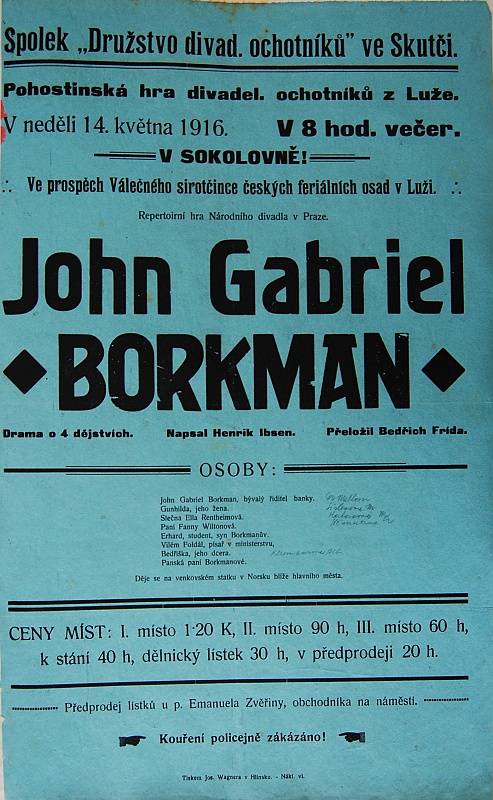 Spolek „Družstvo divad. ochotníků” ve Skutči.
Pohostinská hra divadel. ochotníků z Luže.
V neděli 14. května 1916. V 8 hod. večer.
V SOKOLOVNĚ!
Ve prospěch Válečného sirotčince českých feriálních osad v Luži.
Repertoirní hra Národního divadla v Praze.
John Gabriel
BORKMAN
Drama o 4 dějstvích. Napsal Henrik Ibsen. Přeložil Bedřich Frída.
OSOBY:
John Gabriel Borkman, bývalý řiditel banky.
Gunhilda, jeho žena.
Slečna Ella Rentheimová.
Paní Fanny Wiltonová.
Erhard, student, syn Borkmanův.
Vilém Foldál, písař v ministerstvu,
Bedřiška, jeho dcera.
Panská paní Borkmanové.
Děje se na venkovském statku v Norsku blíže hlavního města.
CENY MÍST: I. místo 1·20 K, II. místo 90 h, III. místo 60 h,
k stání 40 h, dělnický lístek 30 h, v předprodeji 20 h.
Předprodej lístků u p. Emanuela Zvěřiny, obchodníka na náměstí.
Kouření policejně zákázáno!
Tiskem Jos. Wagnera v Hlinsku. - Nákl. vl.